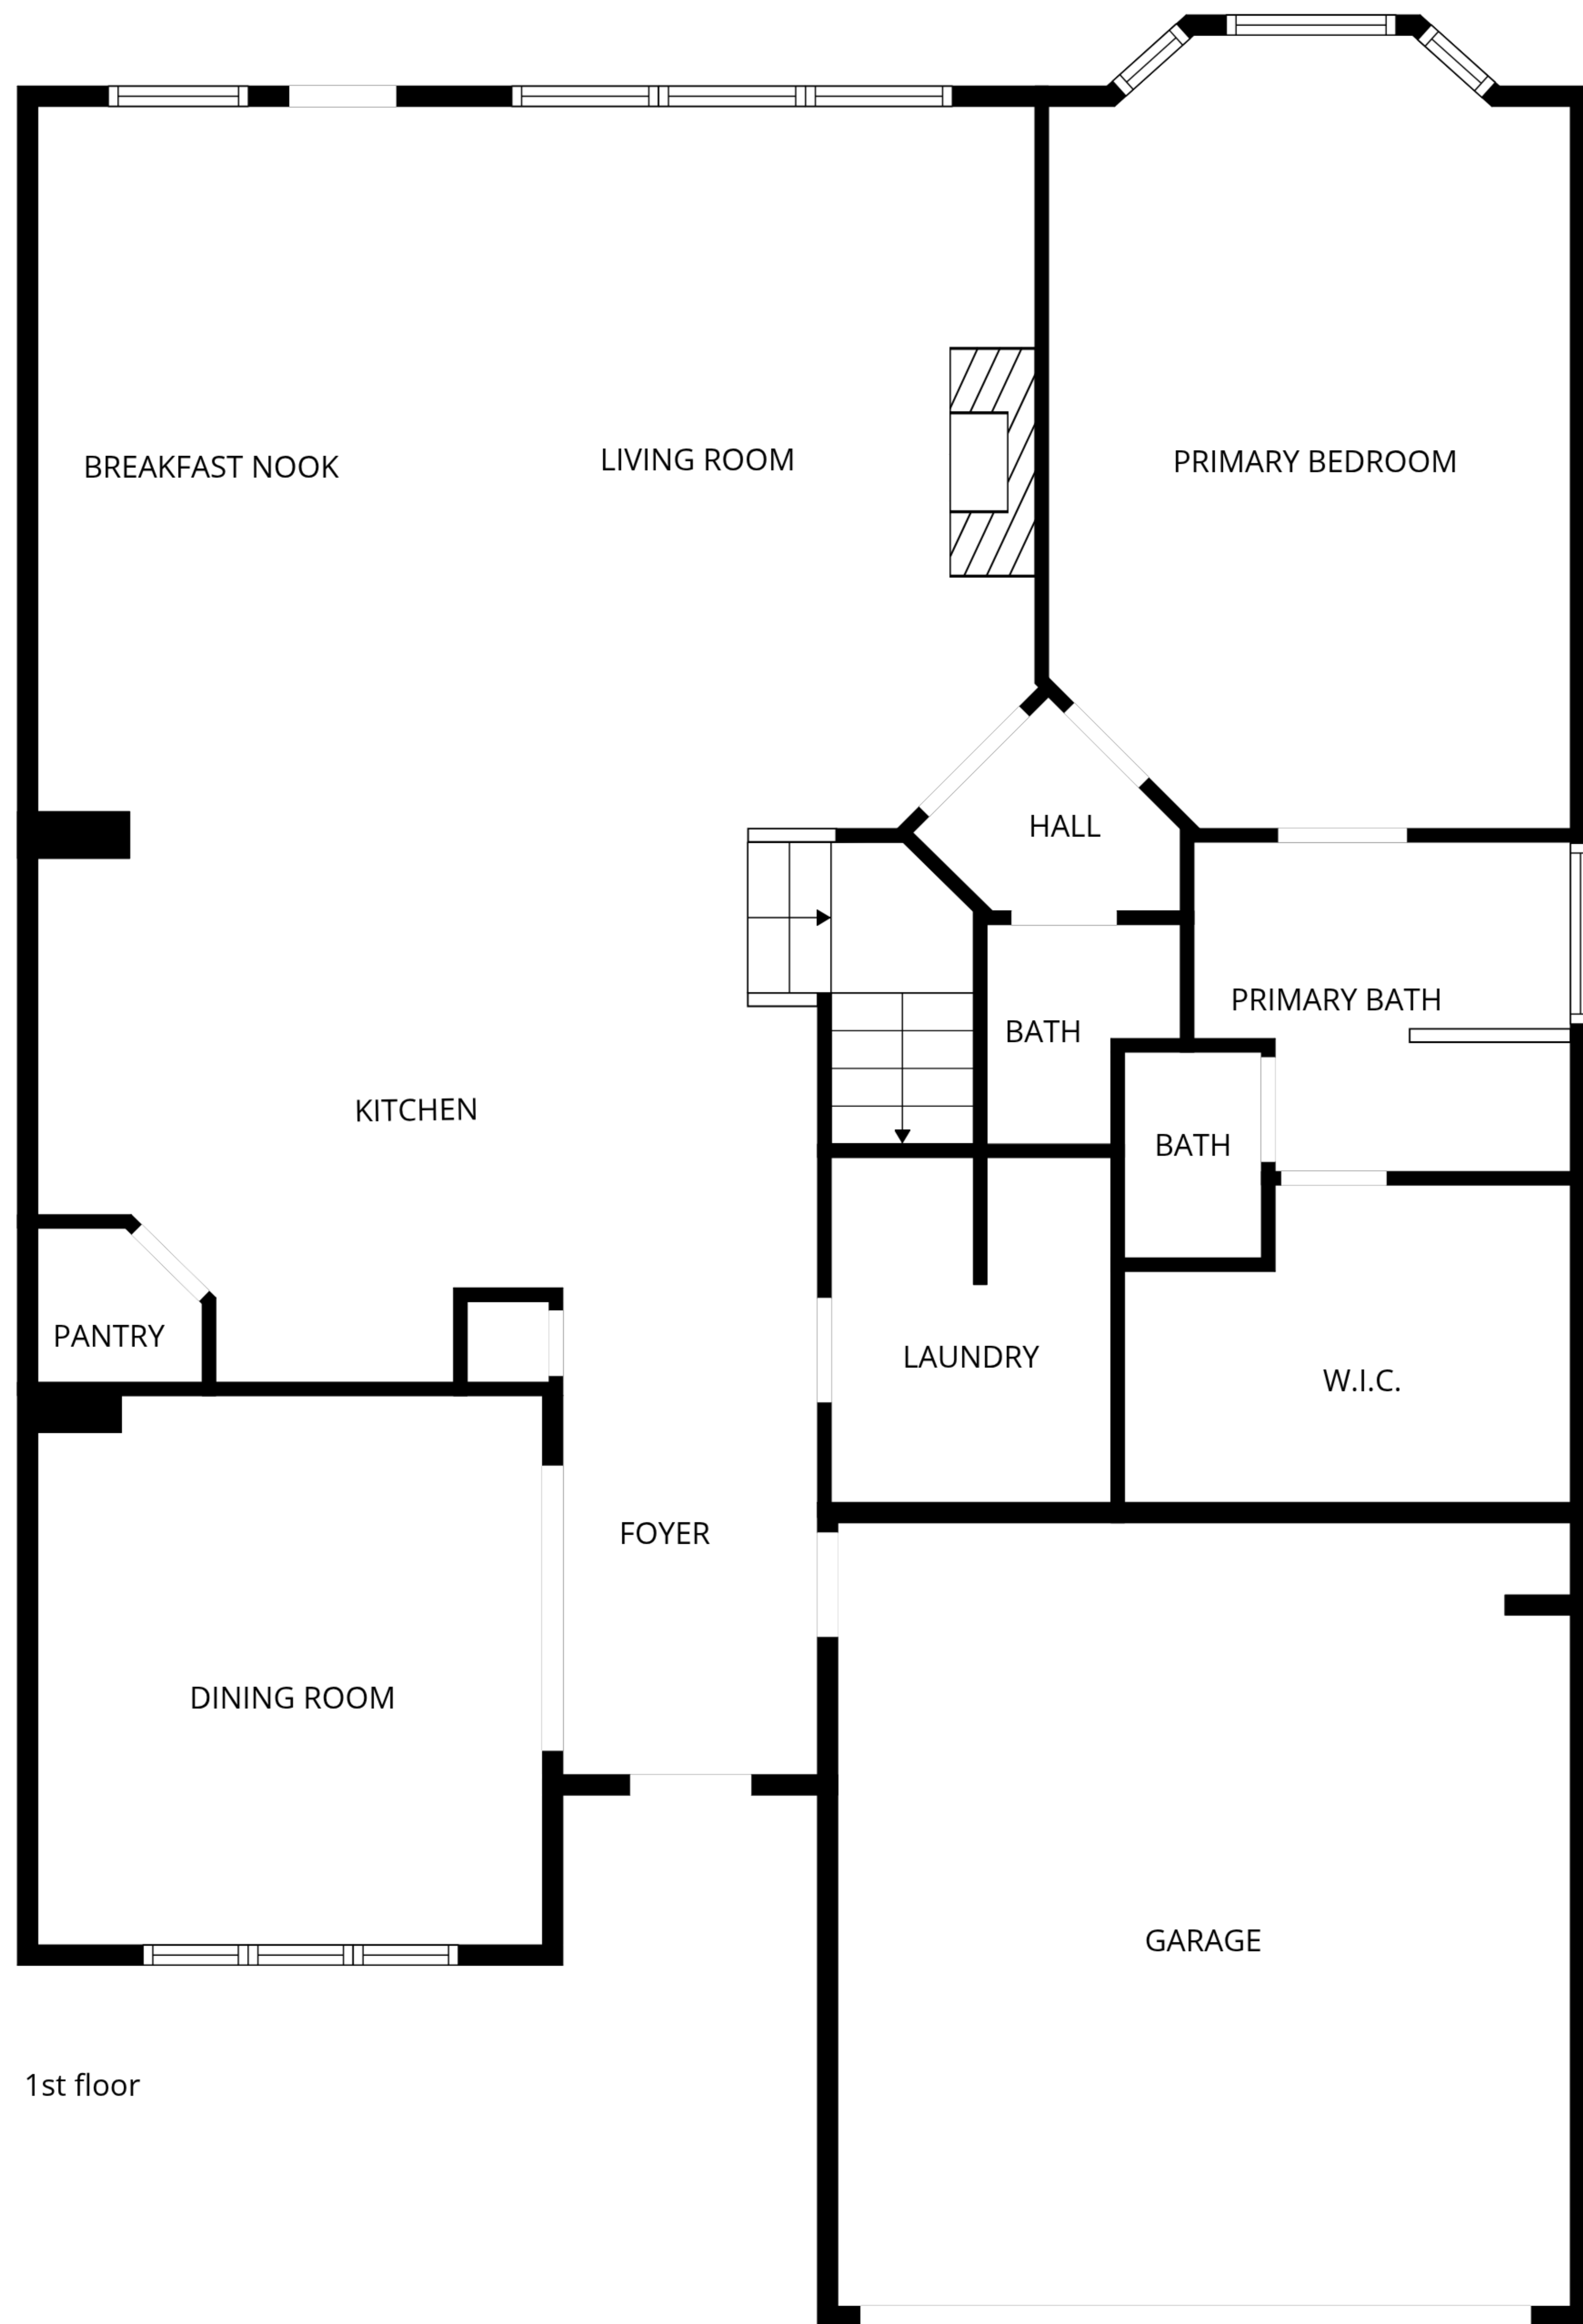 BREAKFAST NOOK
LIVING ROOM
PRIMARY BEDROOM
HALL
PRIMARY BATH
BATH
KITCHEN
BATH
PANTRY
LAUNDRY
W.I.C.
FOYER
DINING ROOM
GARAGE
1st floor